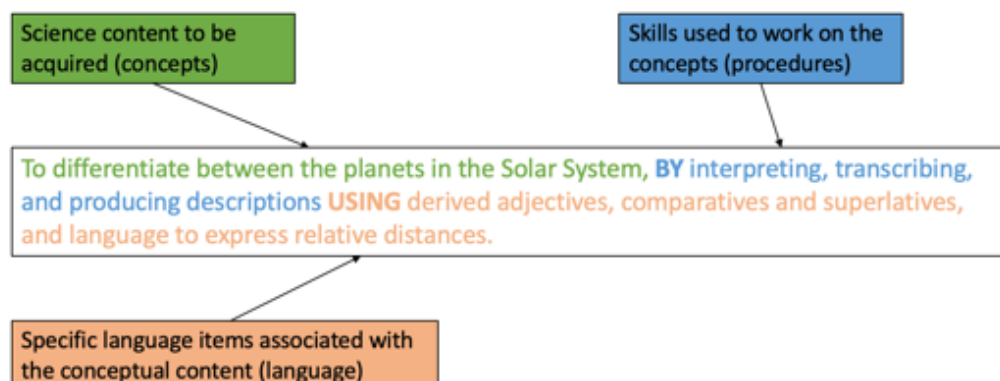 Science content to be
acquired (concepts)
Skills used to work on the
concepts (procedures)
To differentiate between the planets in the Solar System, BY interpreting, transcribing,
and producing descriptions USING derived adjectives, comparatives and superlatives,
and language to express relative distances.
Specific language items associated with
the conceptual content (language)